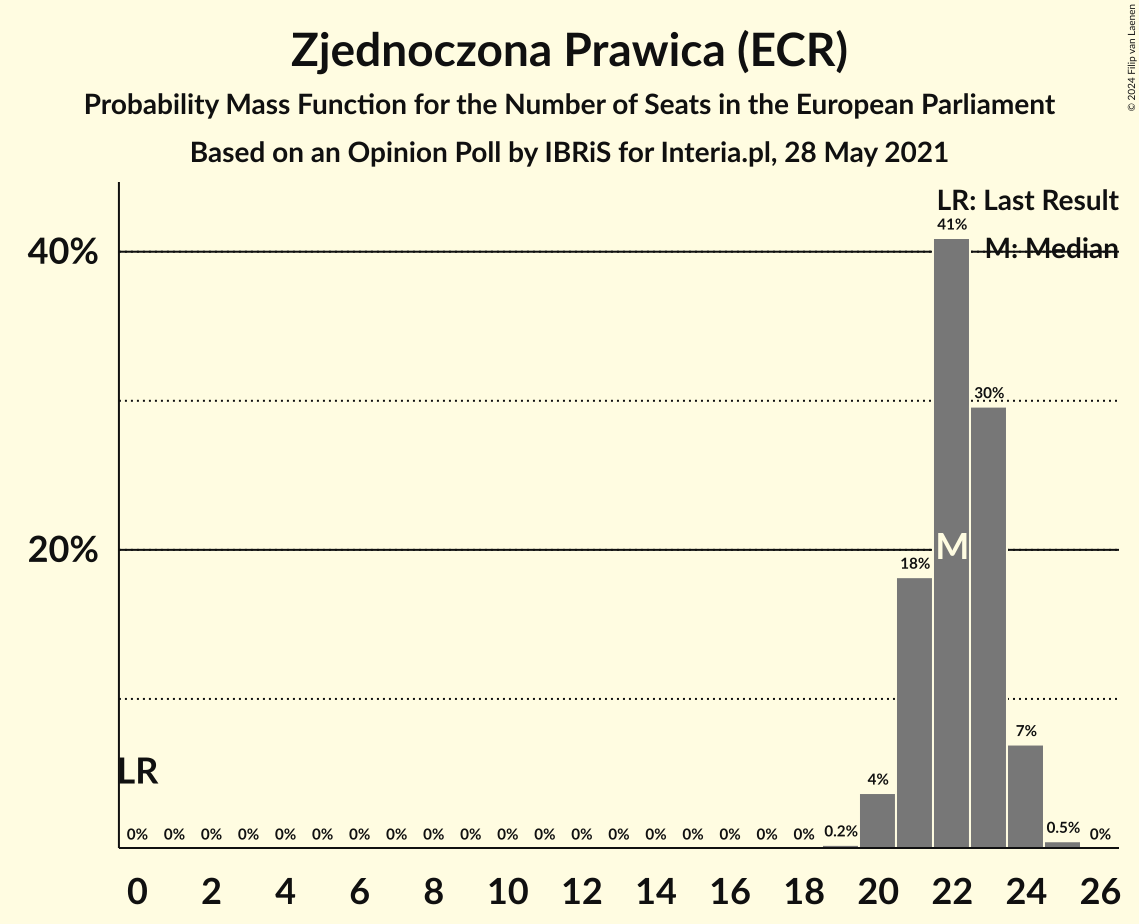 Zjednoczona Prawica (ECR)
Probability Mass Function for the Number of Seats in the European Parliament
Based on an Opinion Poll by IBRiS for Interia.pl, 28 May 2021
© 2024 Filip van Laenen
LR: Last Result
41%
M: Median
40%
30%
20%
M
18%
7%
LR
4%
0% 0% 0% 0% 0% 0% 0% 0% 0% 0% 0% 0% 0% 0% 0% 0% 0% 0% 0% 0.2% 0.5% 0%
0 2 4 6 8 10 12 14 16 18 20 22 24 26